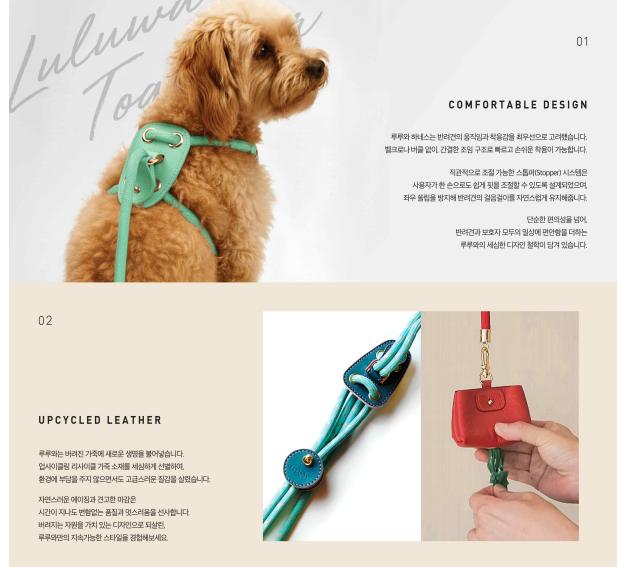 Luluwa
Toa
01
COMFORTABLE DESIGN
루루와 하네스는 반려견의 움직임과 착용감을 최우선으로 고려했습니다.
벨크로나 버클 없이, 간결한 조임 구조로 빠르고 손쉬운 착용이 가능합니다.
직관적으로 조절 가능한 스톱퍼(Stopper) 시스템은
사용자가 한 손으로도 쉽게 핏을 조절할 수 있도록 설계되었으며,
좌우 쏠림을 방지해 반려견의 걸음걸이를 자연스럽게 유지해줍니다.
단순한 편의성을 넘어,
반려견과 보호자 모두의 일상에 편안함을 더하는
루루와의 세심한 디자인 철학이 담겨 있습니다.
02
UPCYCLED LEATHER
루루와는 버려진 가죽에 새로운 생명을 불어넣습니다.
업사이클링 리사이클 가죽 소재를 세심하게 선별하여,
환경에 부담을 주지 않으면서도 고급스러운 질감을 살렸습니다.
자연스러운 에이징과 견고한 마감은
시간이 지나도 변함없는 품질과 멋스러움을 선사합니다.
버려지는 자원을 가치 있는 디자인으로 되살린,
루루와만의 지속가능한 스타일을 경험해보세요.